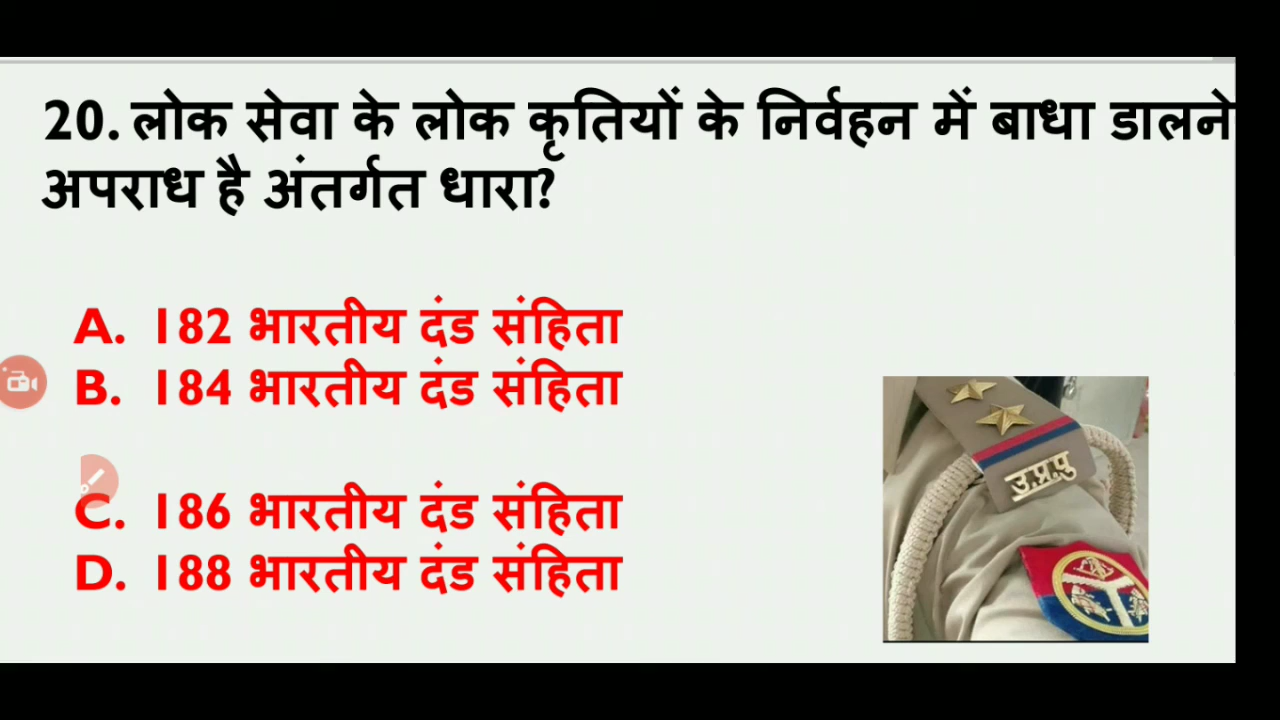 20. लोक सेवा के लोक कृतियों के निर्वहन में बाधा डालने
अपराध है अंतर्गत धारा?
A. 182 भारतीय दंड संहिता
B. 184 भारतीय दंड संहिता
C. 186 भारतीय दंड संहिता
D. 188 भारतीय दंड संहिता
उ.प्र.पु